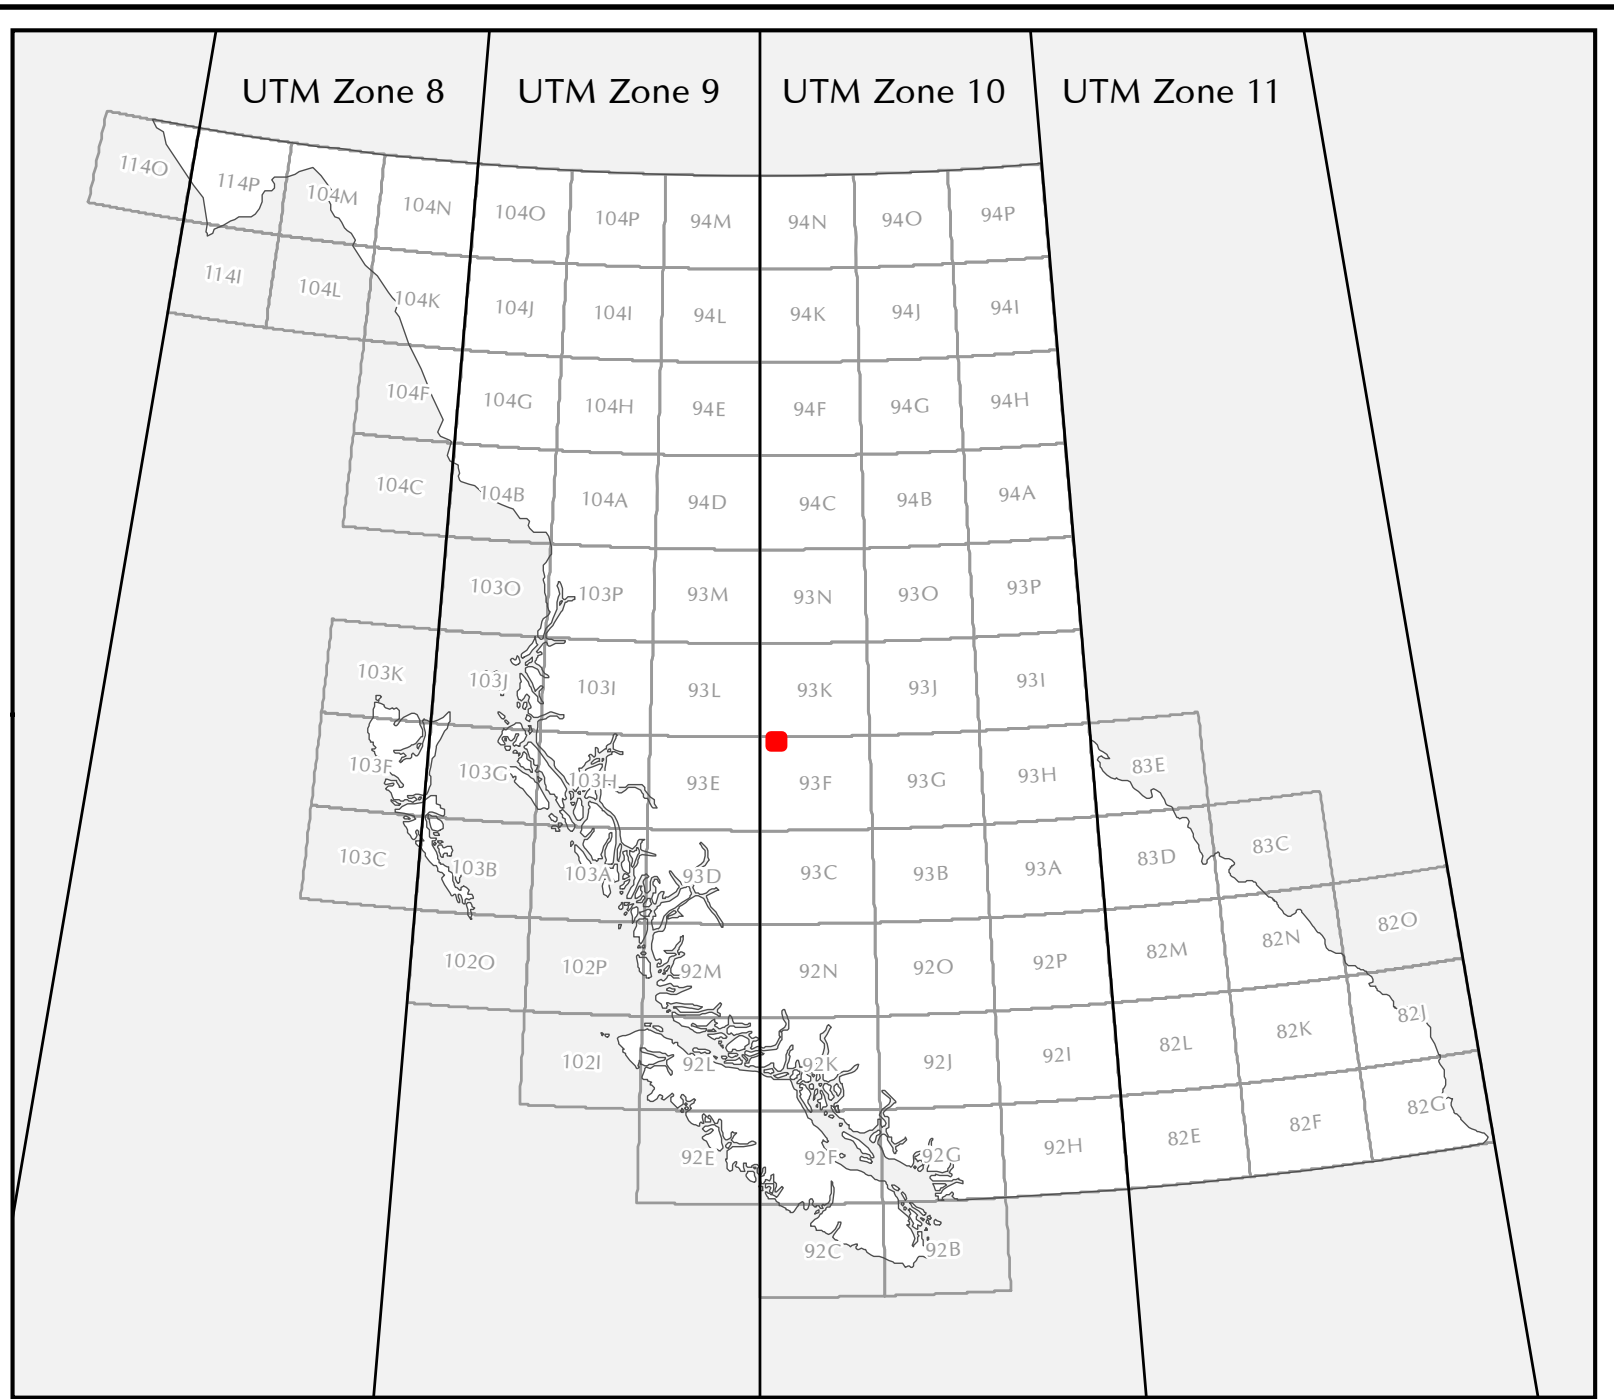 UTM Zone 8 UTM Zone 9 UTM Zone 10 UTM Zone 11
114O 114P 104M 104N 104O 104P 94M 94N 94O 94P
114I 104L 104K 104J 104I 94L 94K 94J 94I
104F 104G 104H 94E 94F 94G 94H
104C 104B 104A 94D 94C 94B 94A
103O 103P 93M 93N 93O 93P
103K 103J 103I 93L 93K 93J 93I
103F 103G 103H 93E 93F 93G 93H 83E
103C 103B 103A 93D 93C 93B 93A 83D 83C
102O 102P 92M 92N 92O 92P 82M 82N 82O
102I 92L 92K 92J 92I 82L 82K 82J
92E 92F 92G 92H 82E 82F 82G
92C 92B